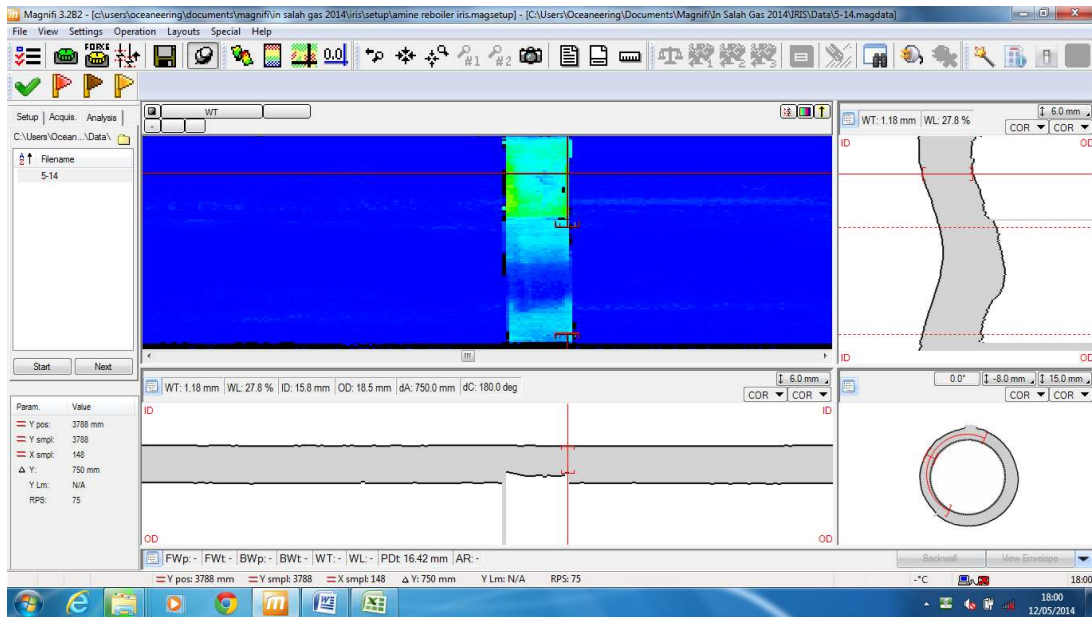 Magnifi 3.2B2 - [c:\users\oceaneering\documents\magnifi\in salah gas 2014\iris\setup\amine reboiler iris.magsetup] - [C:\Users\Oceaneering\Documents\Magnifi\In Salah Gas 2014\IRIS\Data\5-14.magdata]
File View Settings Operation Layouts Special Help
FORKS 0.0 #1 #2
Setup Acquis. Analysis
C:\Users\Ocean...\Data\
Filename
5-14
Start Next
WT
WT: 1.18 mm WL: 27.8 % 6.0 mm
COR COR
ID OD
ID OD
WT: 1.18 mm WL: 27.8 % ID: 15.8 mm OD: 18.5 mm dA: 750.0 mm dC: 180.0 deg 6.0 mm
COR COR
ID ID
OD OD
0.0° -8.0 mm 15.0 mm
COR COR
Param. Value
Y pos: 3788 mm
Y smpl: 3788
X smpl: 148
Δ Y: 750 mm
Y Lm: N/A
RPS: 75
FWp: - FWt: - BWp: - BWt: - WT: - WL: - PDt: 16.42 mm AR: -
Backwall View Envelope
Y pos: 3788 mm Y smpl: 3788 X smpl: 148 Δ Y: 750 mm Y Lm: N/A RPS: 75 -°C 18:00
18:00
12/05/2014